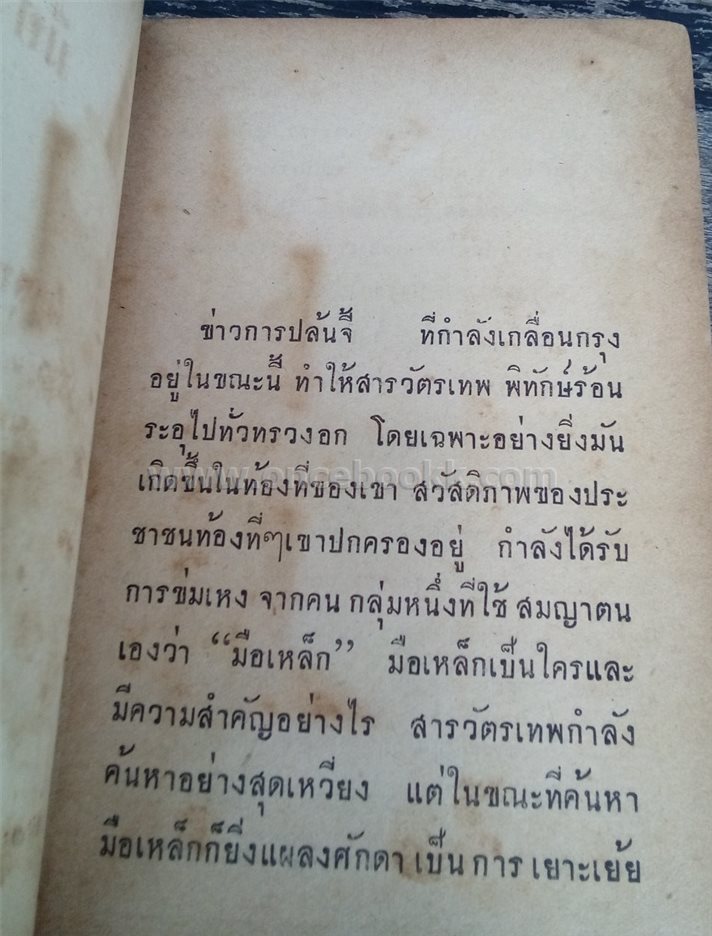 ข่าวการปล้นจี้ ที่กำลังเกลื่อนกรุง
อยู่ในขณะนี้ ทำให้สารวัตรเทพ พิทักษ์ร้อน
ระอุไปทั่วทรวงอก โดยเฉพาะอย่างยิ่งมัน
เกิดขึ้นในท้องที่ของเขา สวัสดิภาพของประ
ชาชนท้องที่ๆเขาปกครองอยู่ กำลังได้รับ
การข่มเหง จากคน กลุ่มหนึ่งที่ใช้ สมญาตน
เองว่า “มือเหล็ก” มือเหล็กเป็นใครและ
มีความสำคัญอย่างไร สารวัตรเทพกำลัง
ค้นหาอย่างสุดเหวี่ยง แต่ในขณะที่ค้นหา
มือเหล็กก็ยิ่งแผลงศักดา เป็น การ เยาะเย้ย